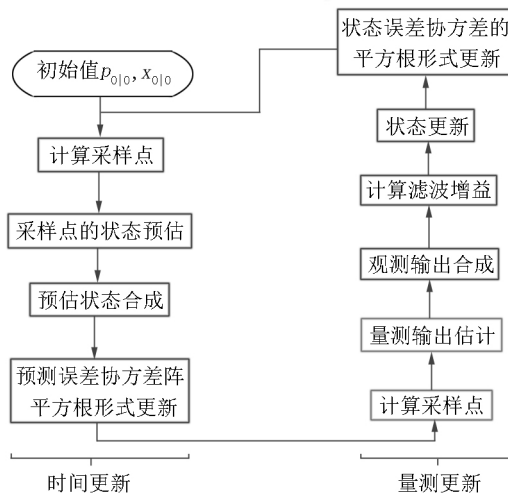 初始值p0|0, x0|0
计算采样点
采样点的状态预估
预估状态合成
预测误差协方差阵
平方根形式更新
时间更新
状态误差协方差的
平方根形式更新
状态更新
计算滤波增益
观测输出合成
量测输出估计
计算采样点
量测更新